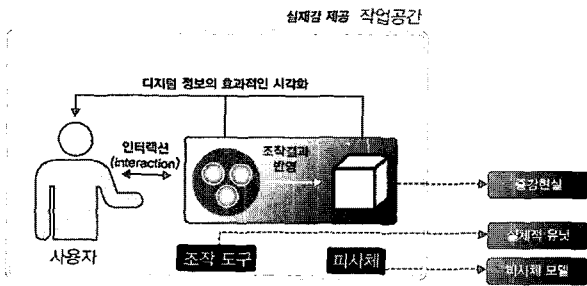 실재감 제공 작업공간
디지털 정보의 효과적인 시각화
인터랙션
(interaction)
조작결과
반영
증강현실
실체적 유닛
사용자
조작 도구
피사체
피사체 모델